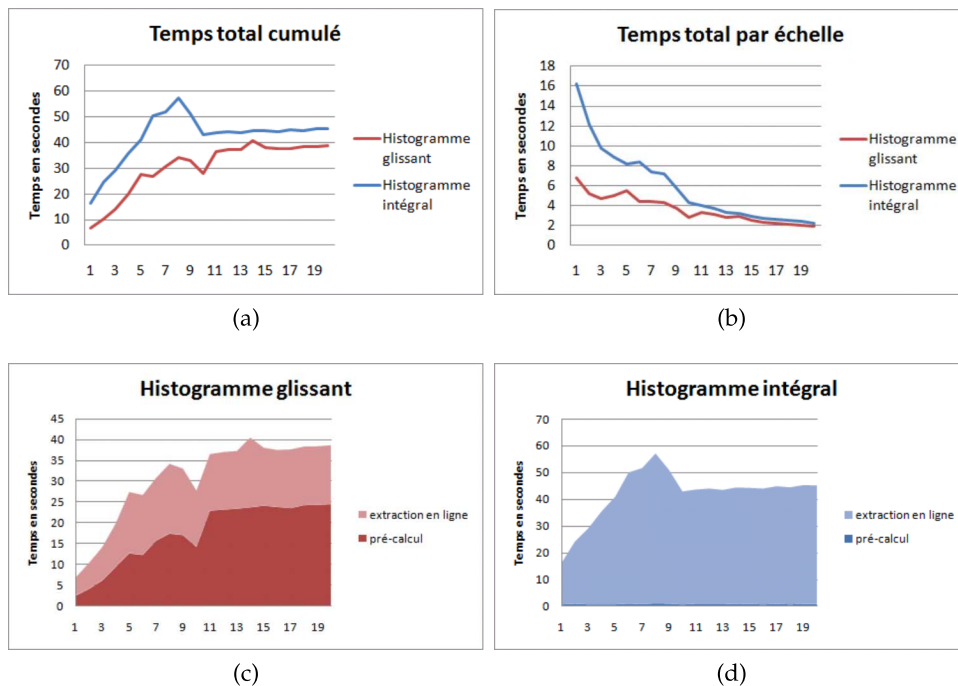 Temps total cumulé
Temps en secondes
70
60
50
40
30
20
10
0
1 3 5 7 9 11 13 15 17 19
Histogramme
glissant
Histogramme
intégral
(a)
Temps total par échelle
Temps en secondes
18
16
14
12
10
8
6
4
2
0
1 3 5 7 9 11 13 15 17 19
Histogramme
glissant
Histogramme
intégral
(b)
Histogramme glissant
Temps en secondes
45
40
35
30
25
20
15
10
5
0
1 3 5 7 9 11 13 15 17 19
extraction en ligne
pré-calcul
(c)
Histogramme intégral
Temps en secondes
70
60
50
40
30
20
10
0
1 3 5 7 9 11 13 15 17 19
extraction en ligne
pré-calcul
(d)